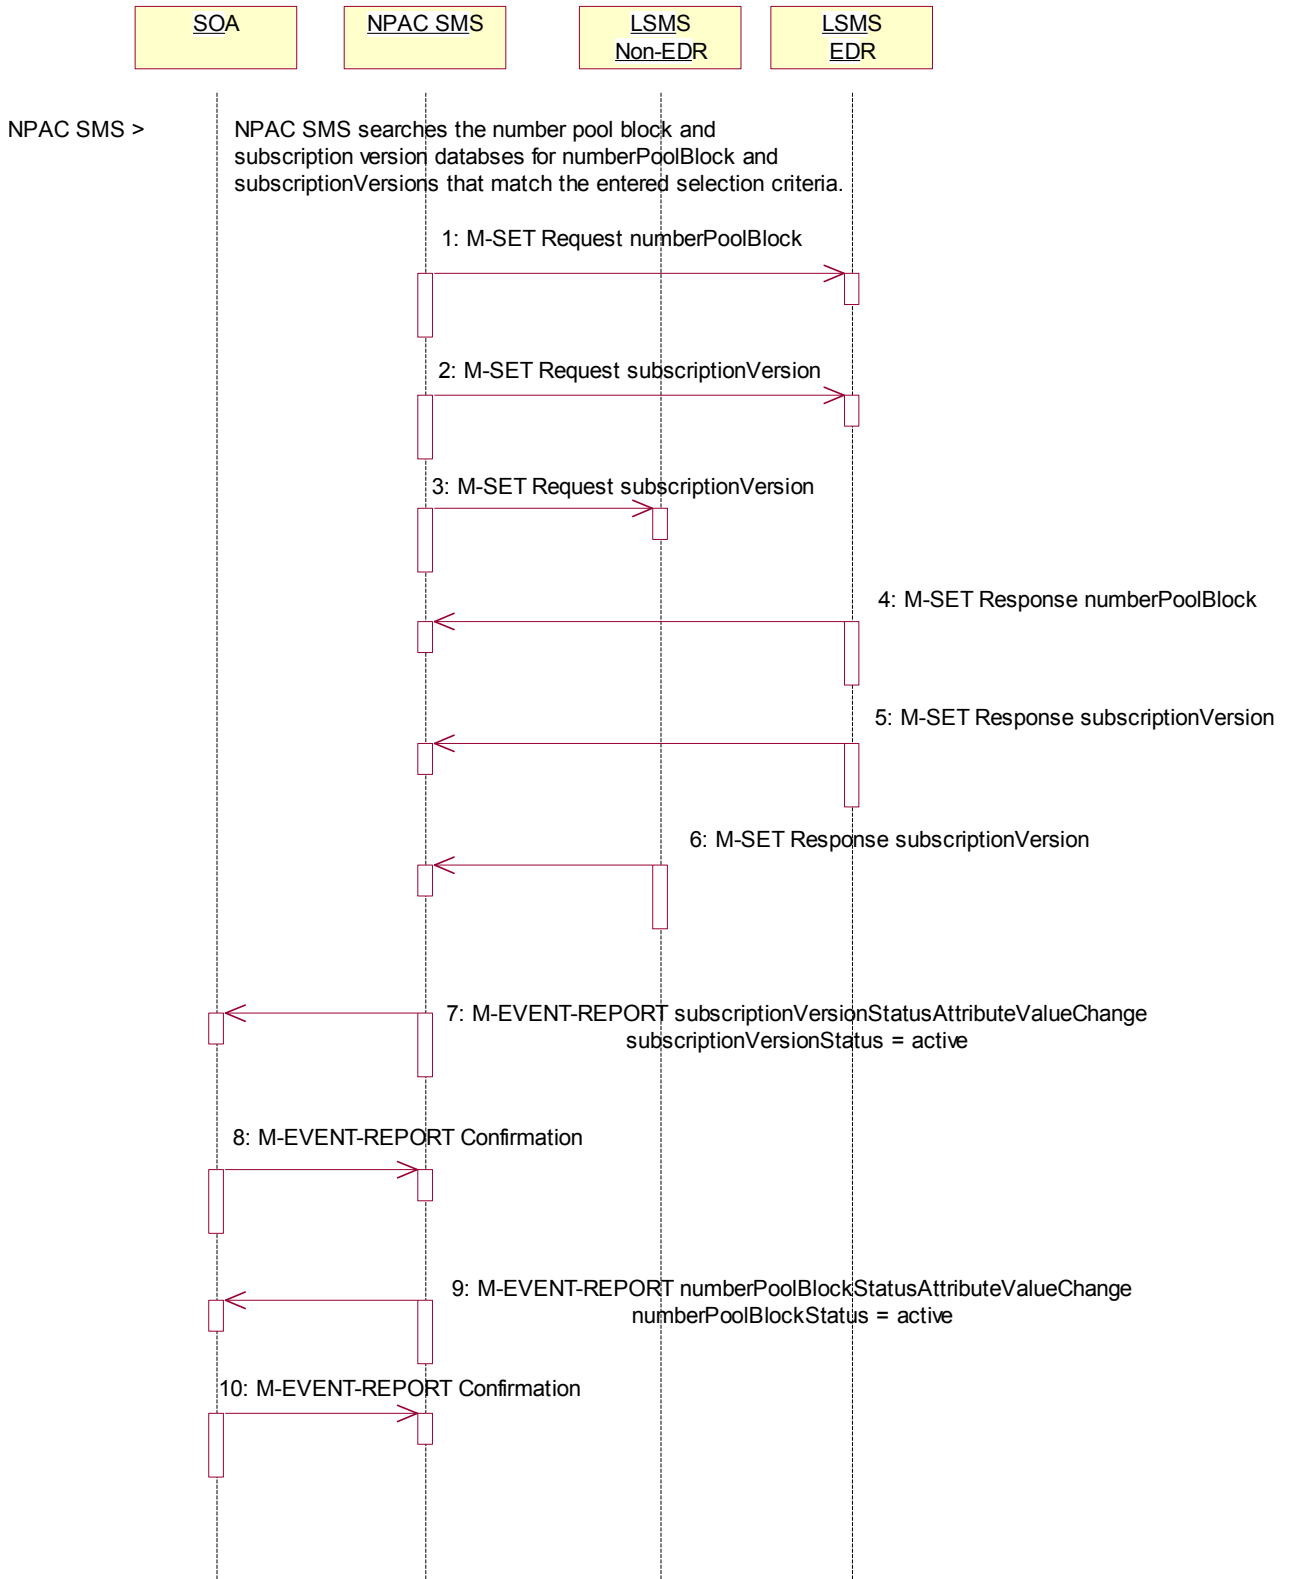 SOA
NPAC SMS
LSMS
Non-EDR
LSMS
EDR
NPAC SMS >
NPAC SMS searches the number pool block and
subscription version databses for numberPoolBlock and
subscriptionVersions that match the entered selection criteria.
1: M-SET Request numberPoolBlock
2: M-SET Request subscriptionVersion
3: M-SET Request subscriptionVersion
4: M-SET Response numberPoolBlock
5: M-SET Response subscriptionVersion
6: M-SET Response subscriptionVersion
7: M-EVENT-REPORT subscriptionVersionStatusAttributeValueChange
subscriptionVersionStatus = active
8: M-EVENT-REPORT Confirmation
9: M-EVENT-REPORT numberPoolBlockStatusAttributeValueChange
numberPoolBlockStatus = active
10: M-EVENT-REPORT Confirmation